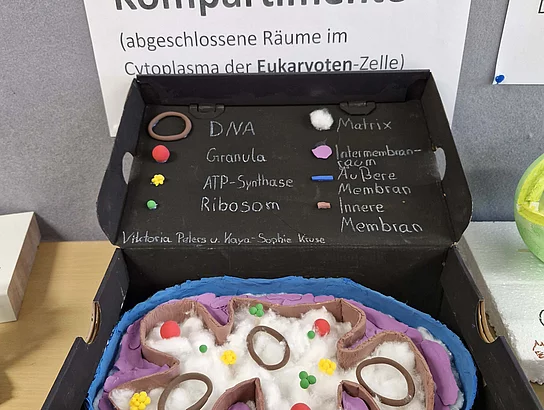 Kompartimente
(abgeschlossene Räume im
Cytoplasma der Eukaryoten-Zelle)
DNA
Matrix
Granula
Intermembran-
raum
ATP-Synthase
Äußere
Membran
Ribosom
Innere
Membran
Viktoria Peters u. Kaya-Sophie Kruse